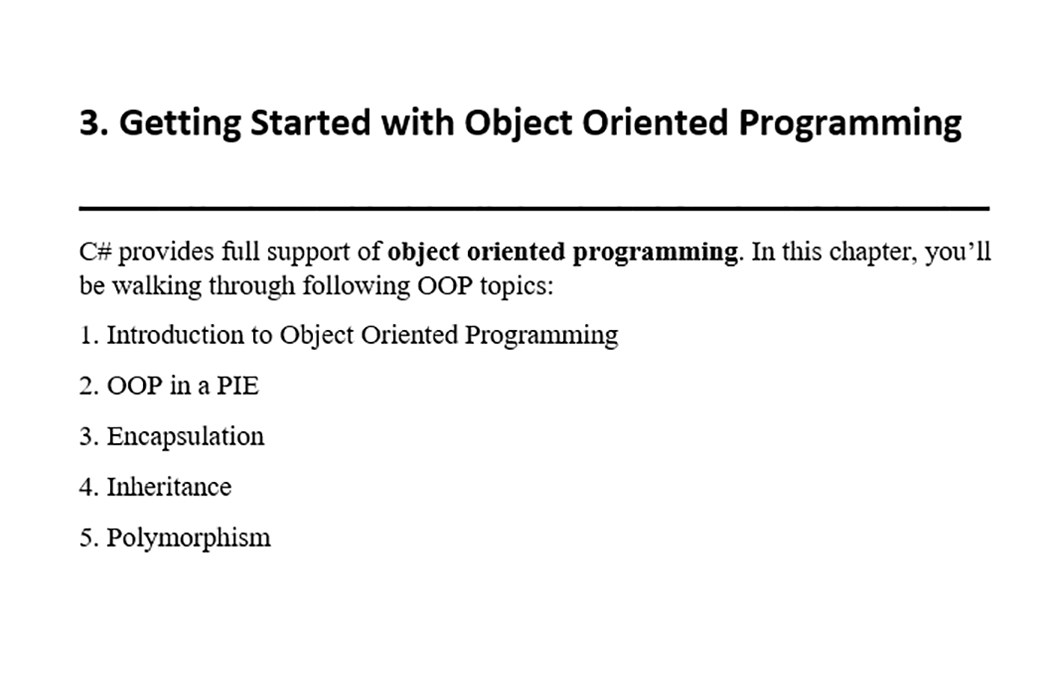 3. Getting Started with Object Oriented Programming
C# provides full support of object oriented programming. In this chapter, you’ll
be walking through following OOP topics:
1. Introduction to Object Oriented Programming
2. OOP in a PIE
3. Encapsulation
4. Inheritance
5. Polymorphism